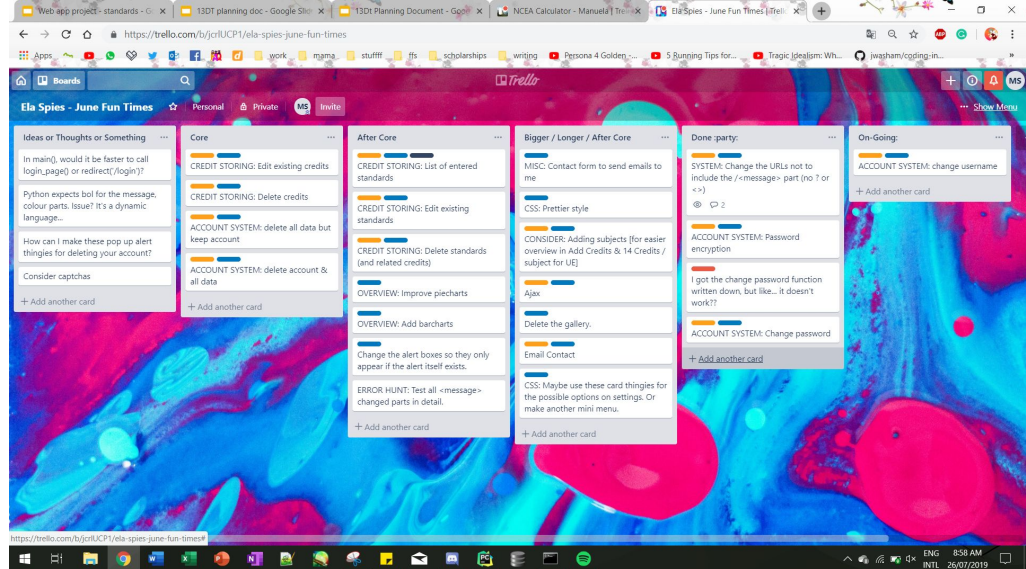 Web app project - standards - G
13DT planning doc - Google Slid
13Dt Planning Document - Goo
NCEA Calculator - Manuela | Tre
Ela Spies - June Fun Times | Trell
https://trello.com/b/jcrlUCP1/ela-spies-june-fun-times
Apps
work
mama
stuffff
ffs
scholarships
writing
Persona 4 Golden -...
5 Running Tips for...
Tragic Idealism: Wh...
jwasham/coding-in...
»
Boards
Trello
MS
Ela Spies - June Fun Times
Personal
Private
MS
Invite
... Show Menu
Ideas or Thoughts or Something ...
In main(), would it be faster to call
login_page() or redirect('/login')?
Python expects bol for the message,
colour parts. Issue? It's a dynamic
language...
How can I make these pop up alert
thingies for deleting your account?
Consider captchas
+ Add another card
Core ...
CREDIT STORING: Edit existing credits
CREDIT STORING: Delete credits
ACCOUNT SYSTEM: delete all data but
keep account
ACCOUNT SYSTEM: delete account &
all data
+ Add another card
After Core ...
CREDIT STORING: List of entered
standards
CREDIT STORING: Edit existing
standards
CREDIT STORING: Delete standards
(and related credits)
OVERVIEW: Improve piecharts
OVERVIEW: Add barcharts
Change the alert boxes so they only
appear if the alert itself exists.
ERROR HUNT: Test all <message>
changed parts in detail.
+ Add another card
Bigger / Longer / After Core ...
MISC: Contact form to send emails to
me
CSS: Prettier style
CONSIDER: Adding subjects [for easier
overview in Add Credits & 14 Credits /
subject for UE]
Ajax
Delete the gallery.
Email Contact
CSS: Maybe use these card thingies for
the possible options on settings. Or
make another mini menu.
+ Add another card
Done :party: ...
SYSTEM: Change the URLs not to
include the /<message> part (no ? or
<>)
2
ACCOUNT SYSTEM: Password
encryption
I got the change password function
written down, but like... it doesn't
work??
ACCOUNT SYSTEM: Change password
+ Add another card
On-Going: ...
ACCOUNT SYSTEM: change username
+ Add another card
https://trello.com/b/jcrlUCP1/ela-spies-june-fun-times#
ENG
INTL
8:58 AM
26/07/2019